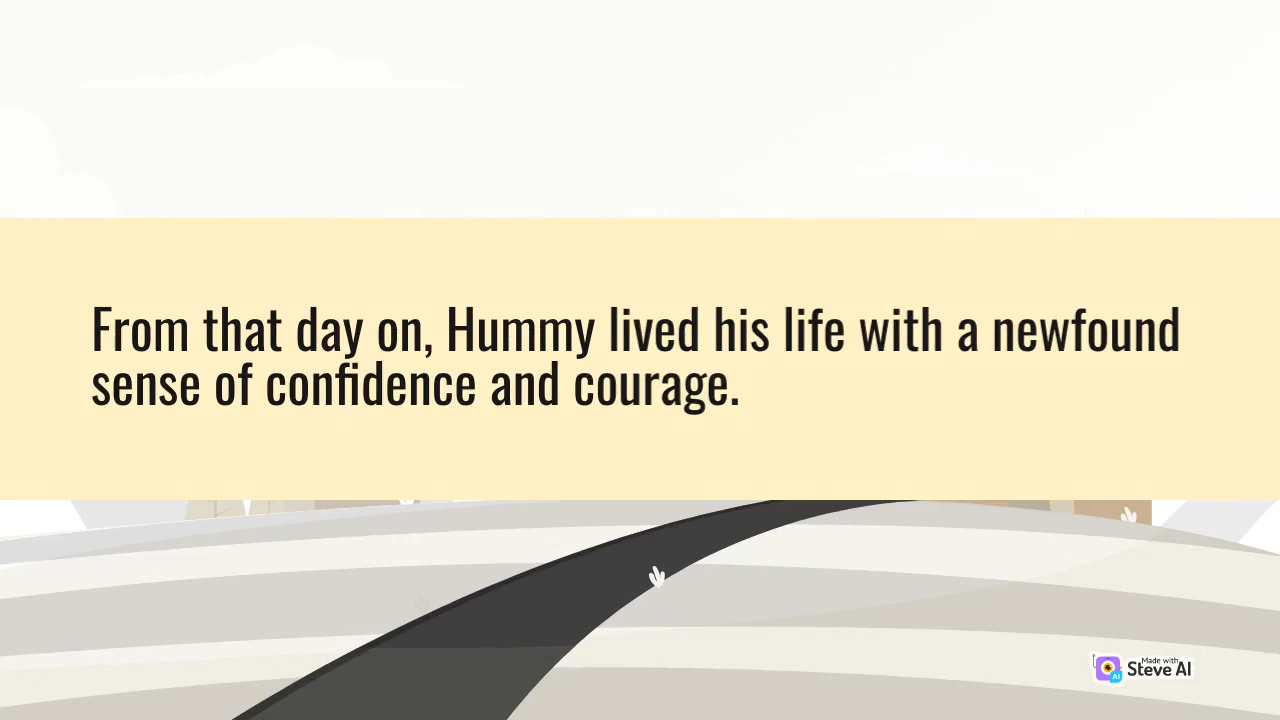 From that day on, Hummy lived his life with a newfound
sense of confidence and courage.
Made with
Steve AI
AI